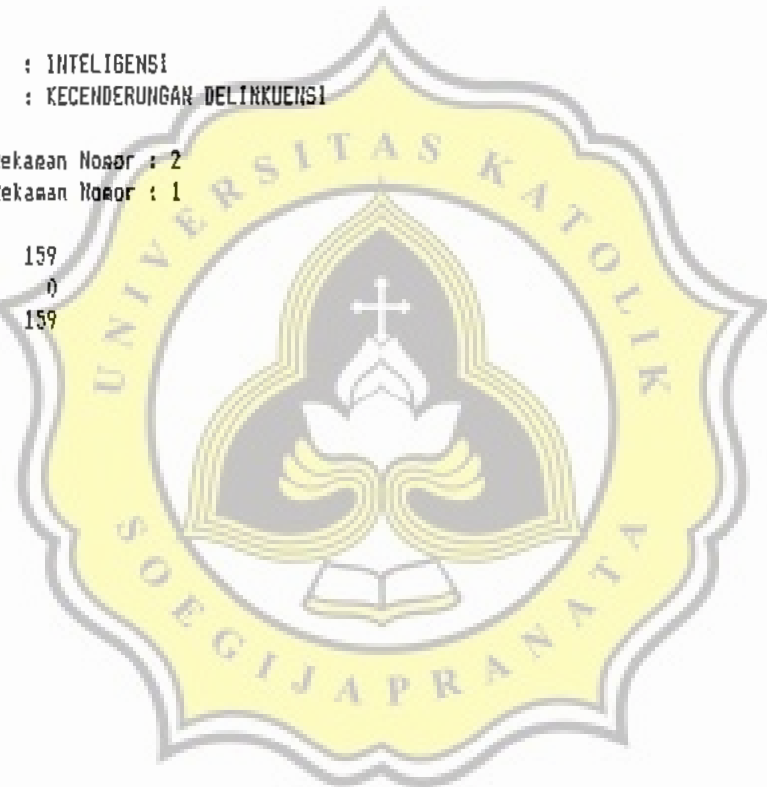 : INTELIGENSI
: KECENDERUNGAN DELINKUENSI
ekaman Nomor : 2
ekaman Nomor : 1
159
0
159
UNIVERSITAS KATOLIK
SOEGIJAPRANATA